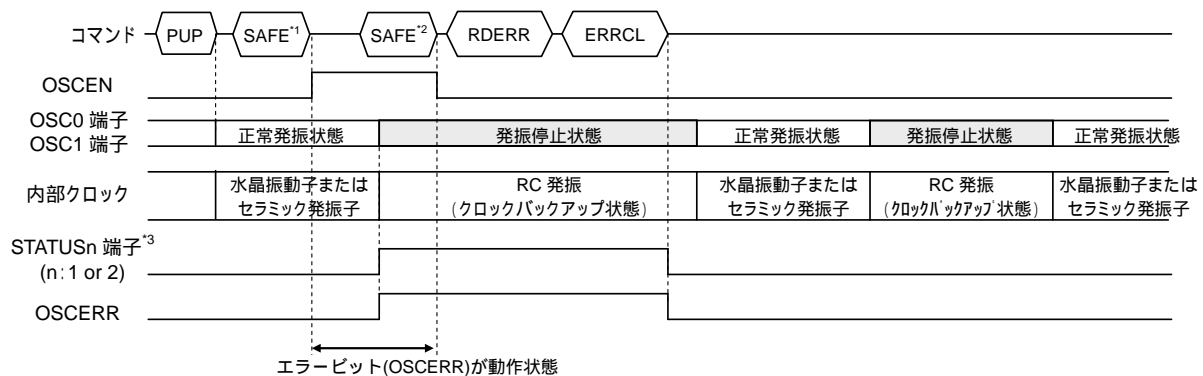 コマンド PUP SAFE*1 SAFE*2 RDERR ERRCL
OSCEN
OSC0 端子
OSC1 端子
正常発振状態 発振停止状態 正常発振状態 発振停止状態 正常発振状態
内部クロック
水晶振動子または
セラミック発振子
RC 発振
(クロックバックアップ状態)
水晶振動子または
セラミック発振子
RC 発振
(クロックバックアップ状態)
水晶振動子または
セラミック発振子
STATUSn 端子*3
(n:1 or 2)
OSCERR
エラービット(OSCERR)が動作状態